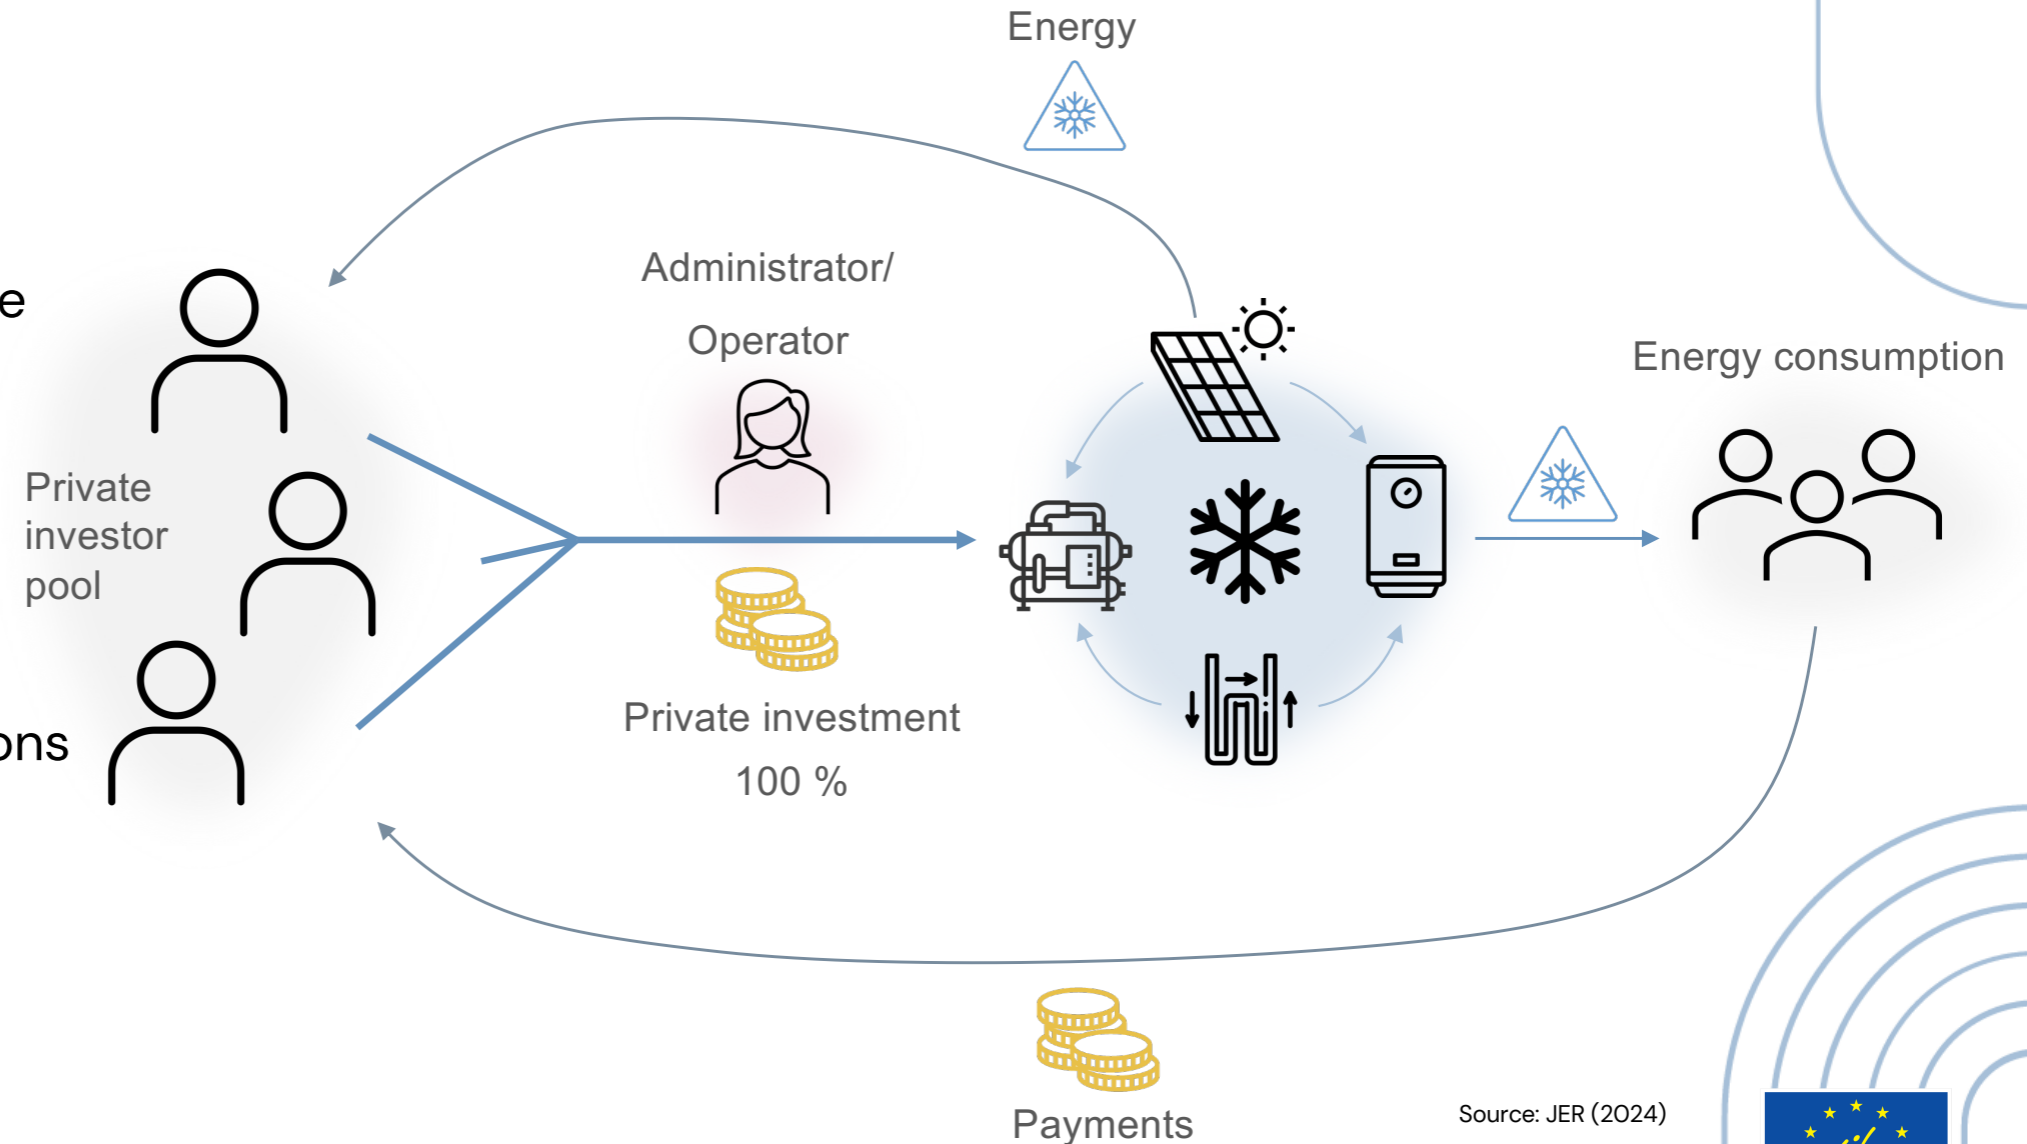 Energy
Administrator/
Operator
e
Energy consumption
Private
investor
pool
Private investment
100 %
ons
Payments
Source: JER (2024)